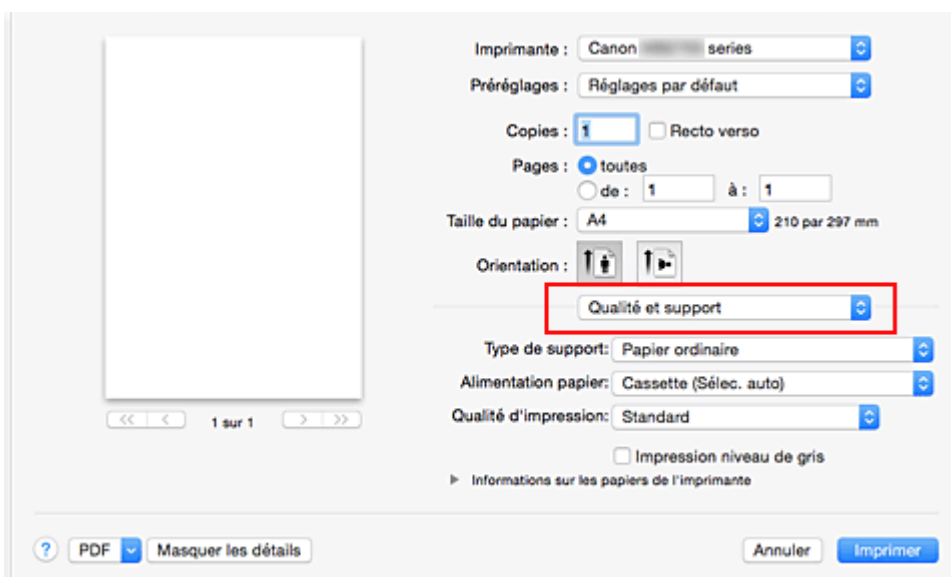 Imprimante : Canon series
Préréglages : Réglages par défaut
Copies : 1 Recto verso
Pages : toutes
de : 1 à : 1
Taille du papier : A4 210 par 297 mm
Orientation :
Qualité et support
Type de support: Papier ordinaire
Alimentation papier: Cassette (Sélec. auto)
Qualité d'impression: Standard
Impression niveau de gris
Informations sur les papiers de l'imprimante
1 sur 1
? PDF Masquer les détails Annuler Imprimer